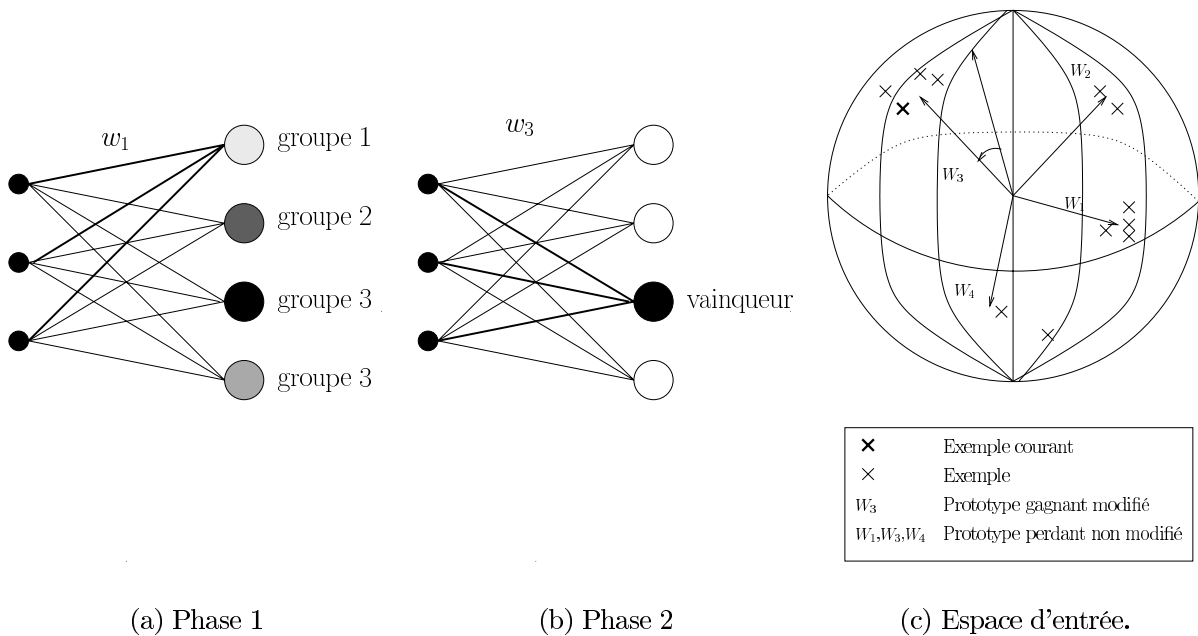 w1
groupe 1
groupe 2
groupe 3
groupe 3
(a) Phase 1
w3
vainqueur
(b) Phase 2
W2
W3
W1
W4
Exemple courant
Exemple
W3 Prototype gagnant modifié
W1,W3,W4 Prototype perdant non modifié
(c) Espace d'entrée.